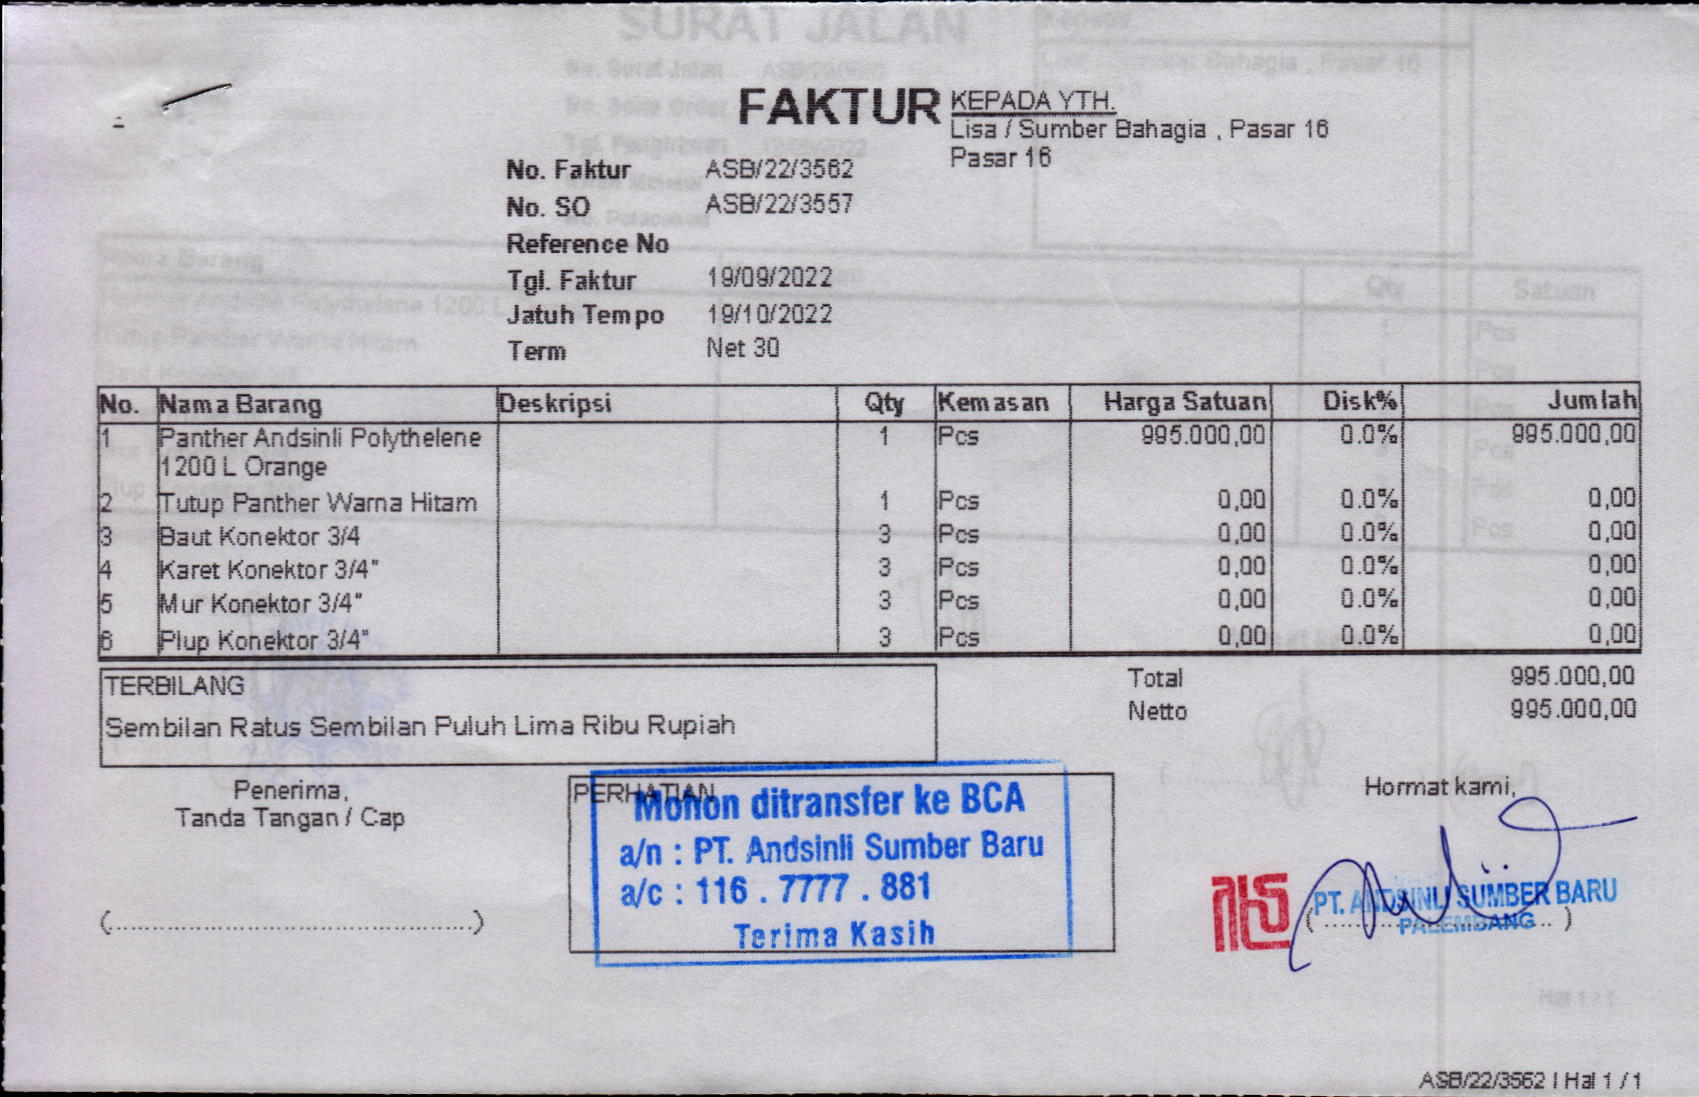 FAKTUR
KEPADA YTH.
Lisa / Sumber Bahagia , Pasar 16
Pasar 16
No. Faktur ASB/22/3562
No. SO ASB/22/3557
Reference No
Tgl. Faktur 19/09/2022
Jatuh Tempo 19/10/2022
Term Net 30
No. Nama Barang Deskripsi Qty Kemasan Harga Satuan Disk% Jumlah
1 Panther Andsinli Polythelene 1 Pcs 995.000,00 0.0% 995.000,00
1200 L Orange
2 Tutup Panther Warna Hitam 1 Pcs 0,00 0.0% 0,00
3 Baut Konektor 3/4 3 Pcs 0,00 0.0% 0,00
4 Karet Konektor 3/4" 3 Pcs 0,00 0.0% 0,00
5 Mur Konektor 3/4" 3 Pcs 0,00 0.0% 0,00
6 Plup Konektor 3/4" 3 Pcs 0,00 0.0% 0,00
TERBILANG
Sembilan Ratus Sembilan Puluh Lima Ribu Rupiah
Total 995.000,00
Netto 995.000,00
Penerima,
Tanda Tangan / Cap
(..........)
PERHATIAN
Mohon ditransfer ke BCA
a/n : PT. Andsinli Sumber Baru
a/c : 116 . 7777 . 881
Terima Kasih
Hormat kami,
PT. ANDSINLI SUMBER BARU
PALEMBANG
ASB/22/3562 | Hal 1 / 1